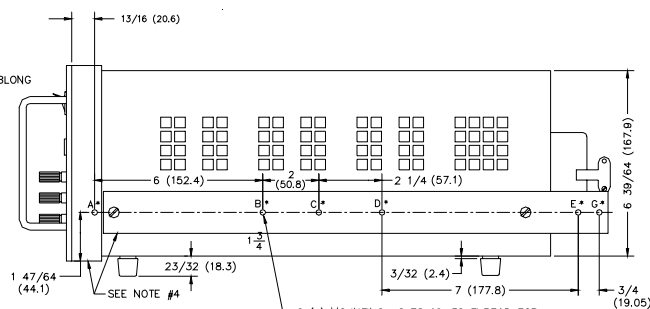 13/16 (20.6)
BLONG
6 (152.4)
2
(50.8)
2 1/4 (57.1)
6 39/64 (167.9)
A*
B*
C*
D*
E*
G*
1 3/4
1 47/64
(44.1)
23/32 (18.3)
3/32 (2.4)
7 (177.8)
3/4
(19.05)
SEE NOTE #4